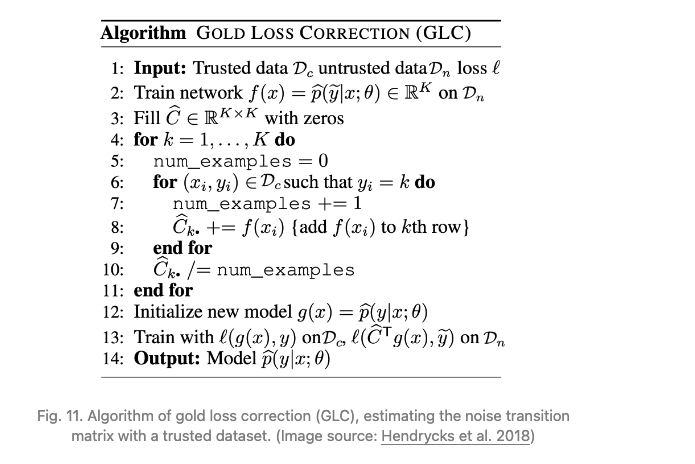 Algorithm GOLD LOSS CORRECTION (GLC)
1: Input: Trusted data 𝒟c untrusted data𝒟n loss ℓ
2: Train network f(x) = p̂(ỹ|x; θ) ∈ ℝ^K on 𝒟n
3: Fill Ĉ ∈ ℝ^{K×K} with zeros
4: for k = 1, . . . , K do
5: num_examples = 0
6: for (xi, yi) ∈ 𝒟c such that yi = k do
7: num_examples += 1
8: Ĉk• += f(xi) {add f(xi) to kth row}
9: end for
10: Ĉk• /= num_examples
11: end for
12: Initialize new model g(x) = p̂(y|x; θ)
13: Train with ℓ(g(x), y) on𝒟c, ℓ(Ĉ^⊤g(x), ỹ) on 𝒟n
14: Output: Model p̂(y|x; θ)
Fig. 11. Algorithm of gold loss correction (GLC), estimating the noise transition
matrix with a trusted dataset. (Image source: Hendrycks et al. 2018)